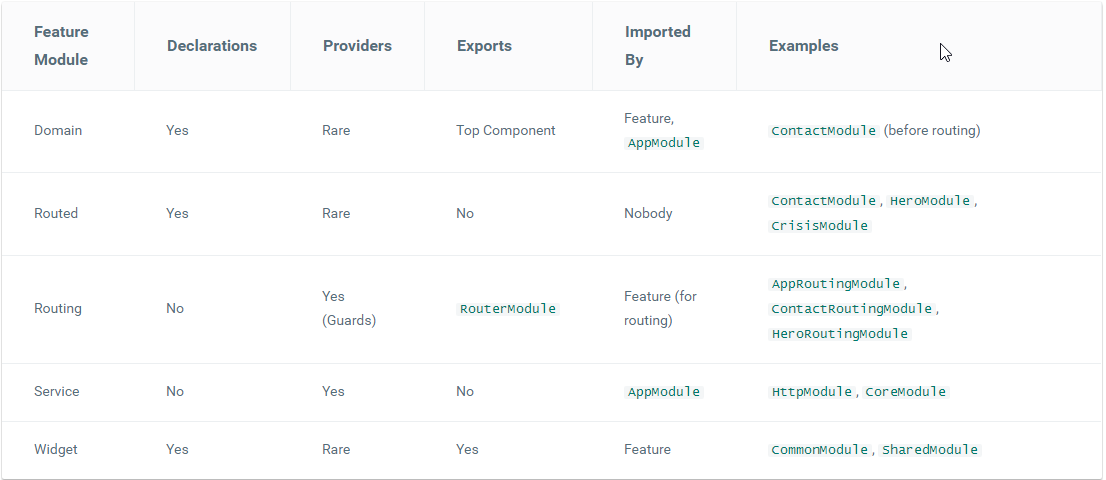 Feature Module Declarations Providers Exports Imported By Examples
Domain Yes Rare Top Component Feature, AppModule ContactModule (before routing)
Routed Yes Rare No Nobody ContactModule, HeroModule, CrisisModule
Routing No Yes (Guards) RouterModule Feature (for routing) AppRoutingModule, ContactRoutingModule, HeroRoutingModule
Service No Yes No AppModule HttpModule, CoreModule
Widget Yes Rare Yes Feature CommonModule, SharedModule